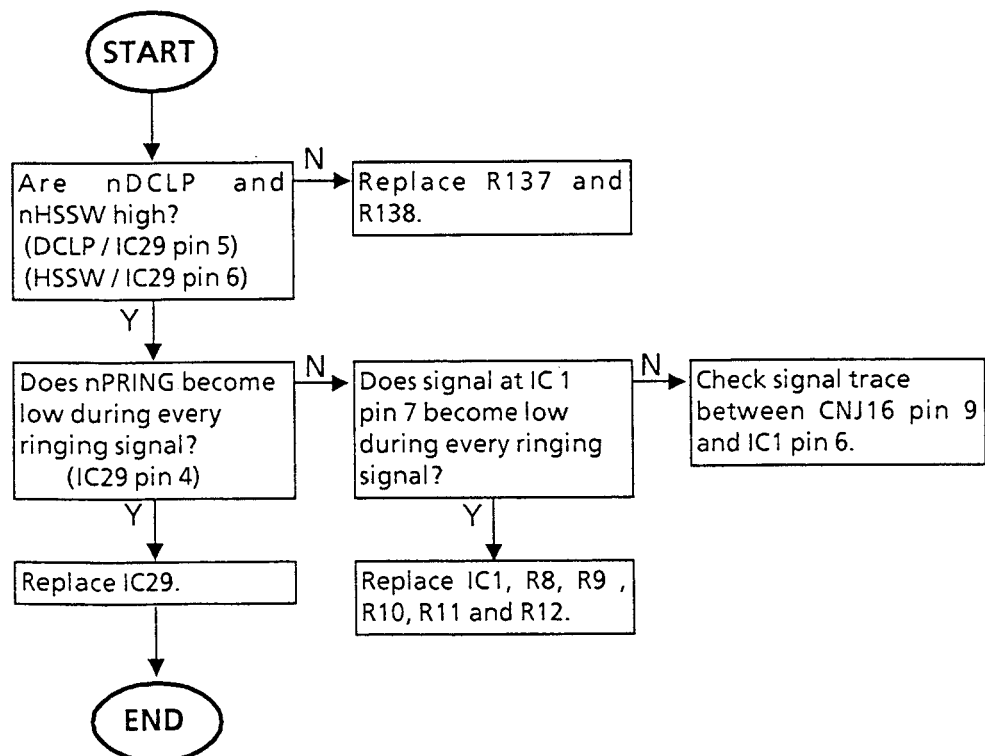 START
Are nDCLP and
nHSSW high?
(DCLP / IC29 pin 5)
(HSSW / IC29 pin 6)
N
Replace R137 and
R138.
Y
Does nPRING become
low during every
ringing signal?
(IC29 pin 4)
N
Does signal at IC 1
pin 7 become low
during every ringing
signal?
N
Check signal trace
between CNJ16 pin 9
and IC1 pin 6.
Y
Replace IC29.
Y
Replace IC1, R8, R9 ,
R10, R11 and R12.
END